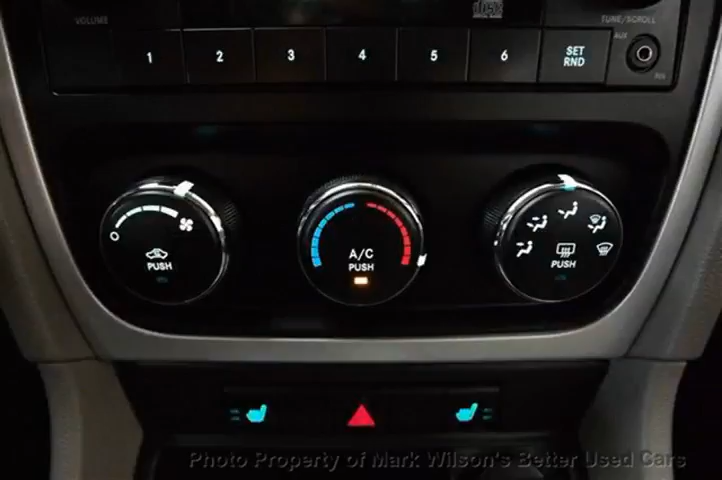 disc
VOLUME
TUNE/SCROLL
AUX
1 2 3 4 5 6 SET RND
A/C
PUSH PUSH PUSH
Photo Property of Mark Wilson's Better Used Cars